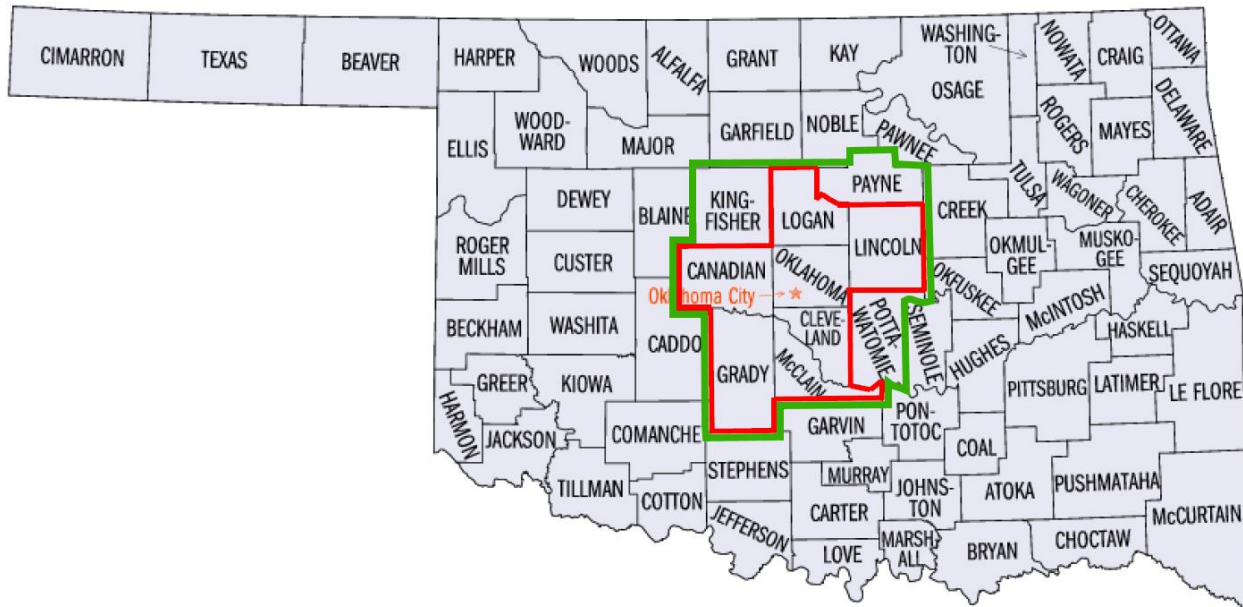 CIMARRON
TEXAS
BEAVER
HARPER
WOODS
ALFALFA
GRANT
KAY
WASHING-
TON
OSAGE
NOWATA
CRAIG
OTTAWA
ELLIS
WOOD-
WARD
MAJOR
GARFIELD
NOBLE
PAWNEE
ROGERS
MAYES
DELAWARE
DEWEY
BLAINE
KING-
FISHER
LOGAN
PAYNE
CREEK
TULSA
WAGONER
CHEROKEE
ADAIR
ROGER
MILLS
CUSTER
CANADIAN
OKLAHOMA
LINCOLN
OKMUL-
GEE
MUSKO-
GEE
SEQUOYAH
Oklahoma City
OKFUSKEE
McINTOSH
BECKHAM
WASHITA
CADDO
GRADY
CLEVE-
LAND
McCLAIN
POTTA-
WATOMIE
SEMINOLE
HUGHES
HASKELL
GREER
KIOWA
PITTSBURG
LATIMER
LE FLORE
HARMON
JACKSON
COMANCHE
GARVIN
PON-
TOTOC
COAL
STEPHENS
MURRAY
TILLMAN
COTTON
JEFFERSON
CARTER
JOHNS-
TON
ATOKA
PUSHMATAHA
McCURTAIN
LOVE
MARSH-
ALL
BRYAN
CHOCTAW